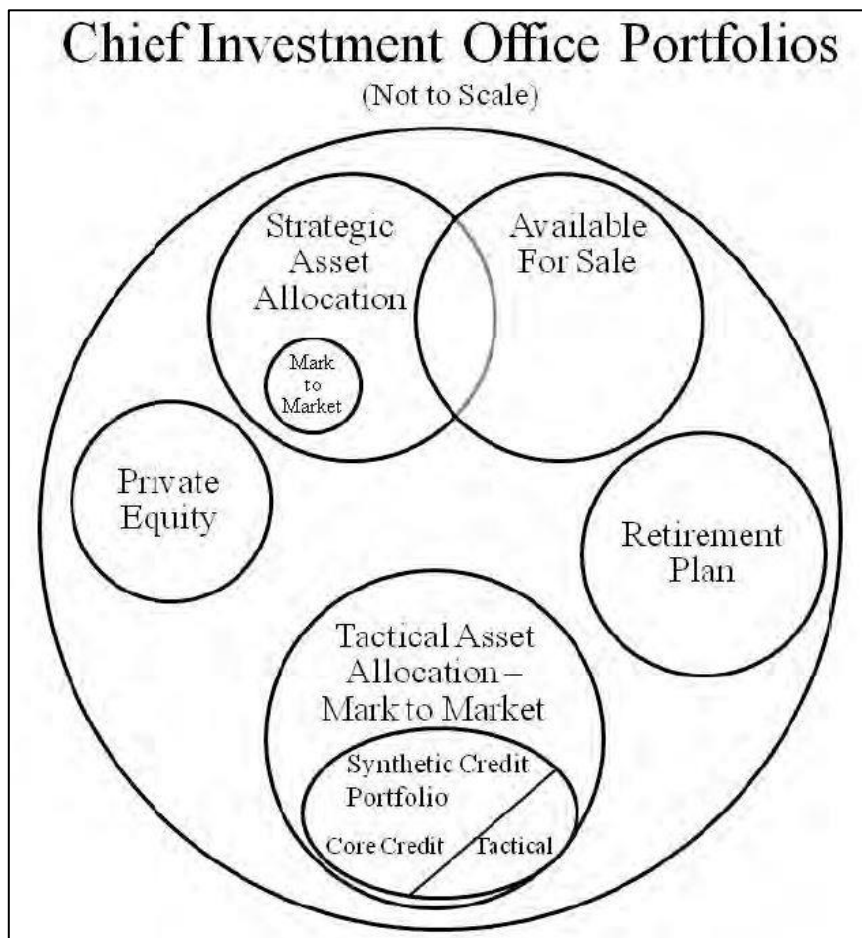 Chief Investment Office Portfolios
(Not to Scale)
Strategic
Asset
Allocation
Available
For Sale
Mark
to
Market
Private
Equity
Retirement
Plan
Tactical Asset
Allocation –
Mark to Market
Synthetic Credit
Portfolio
Core Credit
Tactical